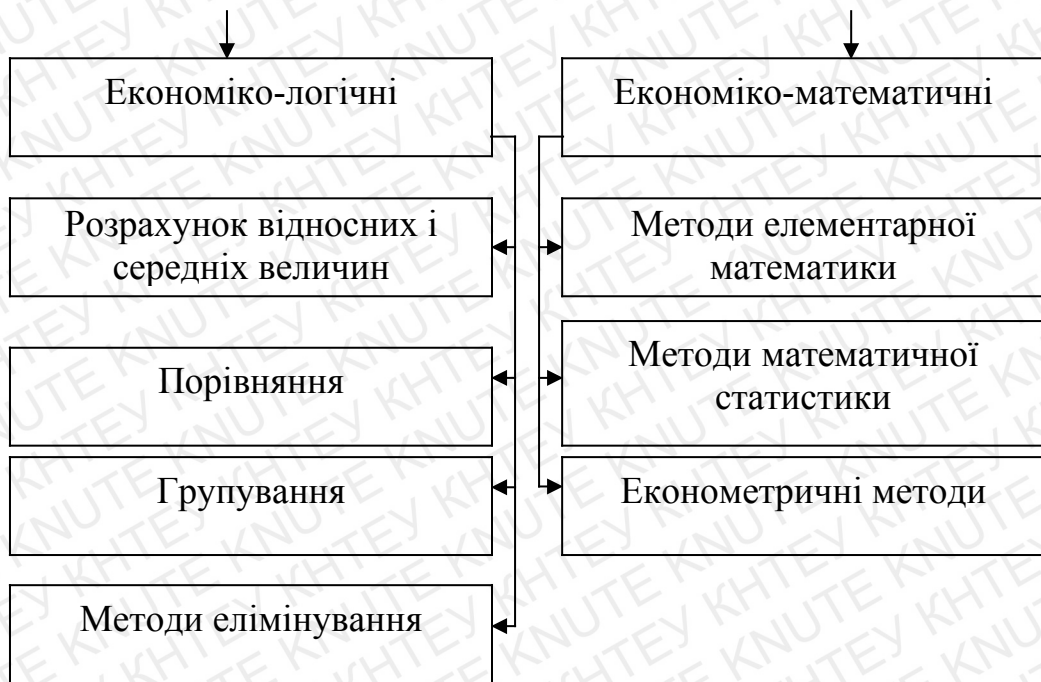 Економіко-логічні
Економіко-математичні
Розрахунок відносних і
середніх величин
Методи елементарної
математики
Порівняння
Методи математичної
статистики
Групування
Економетричні методи
Методи елімінування